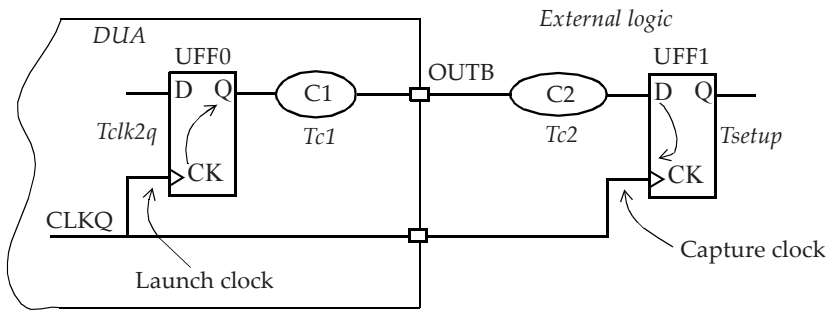 External logic
DUA
UFF0
UFF1
OUTB
D Q
C1
C2
D Q
Tclk2q
Tc1
Tc2
Tsetup
CK
CK
CLKQ
Launch clock
Capture clock